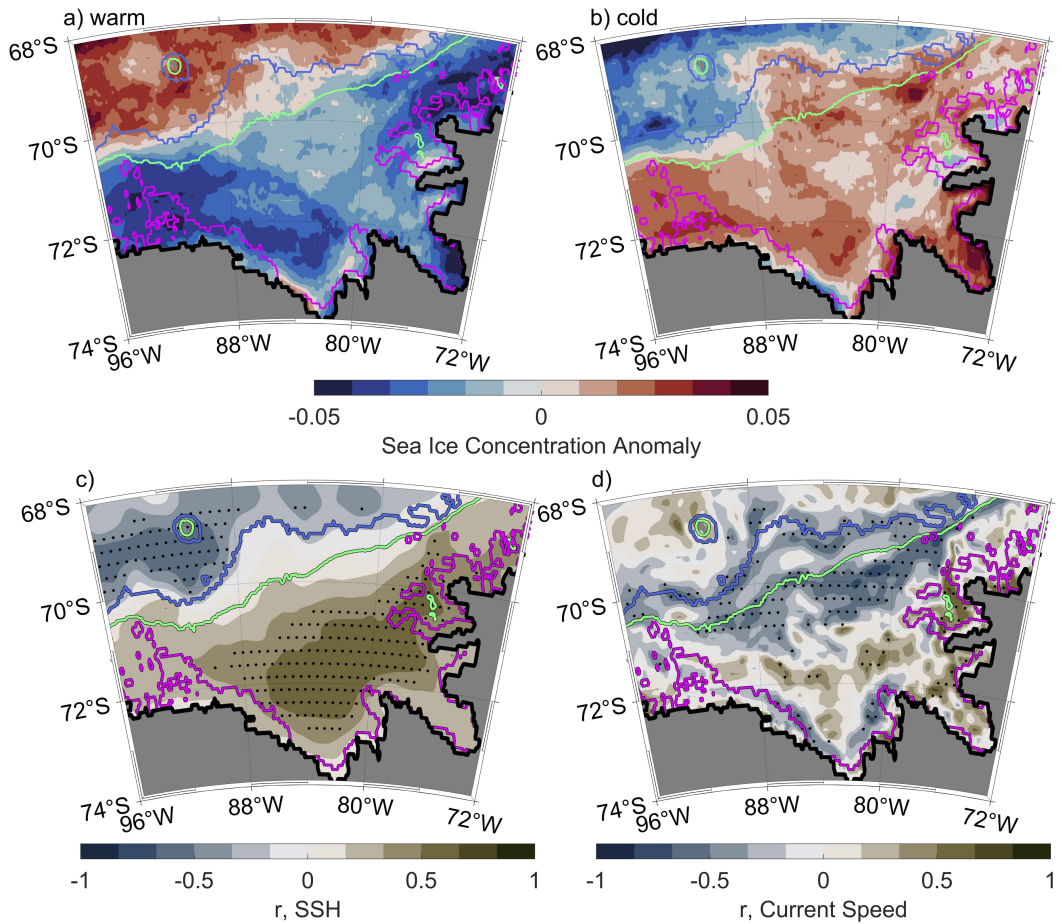 a) warm
b) cold
68°S
70°S
72°S
74°S
96°W
88°W
80°W
72°W
68°S
70°S
72°S
74°S
96°W
88°W
80°W
72°W
-0.05
0
0.05
Sea Ice Concentration Anomaly
c)
d)
68°S
70°S
72°S
74°S
96°W
88°W
80°W
72°W
68°S
70°S
72°S
74°S
96°W
88°W
80°W
72°W
-1
-0.5
0
0.5
1
r, SSH
-1
-0.5
0
0.5
1
r, Current Speed